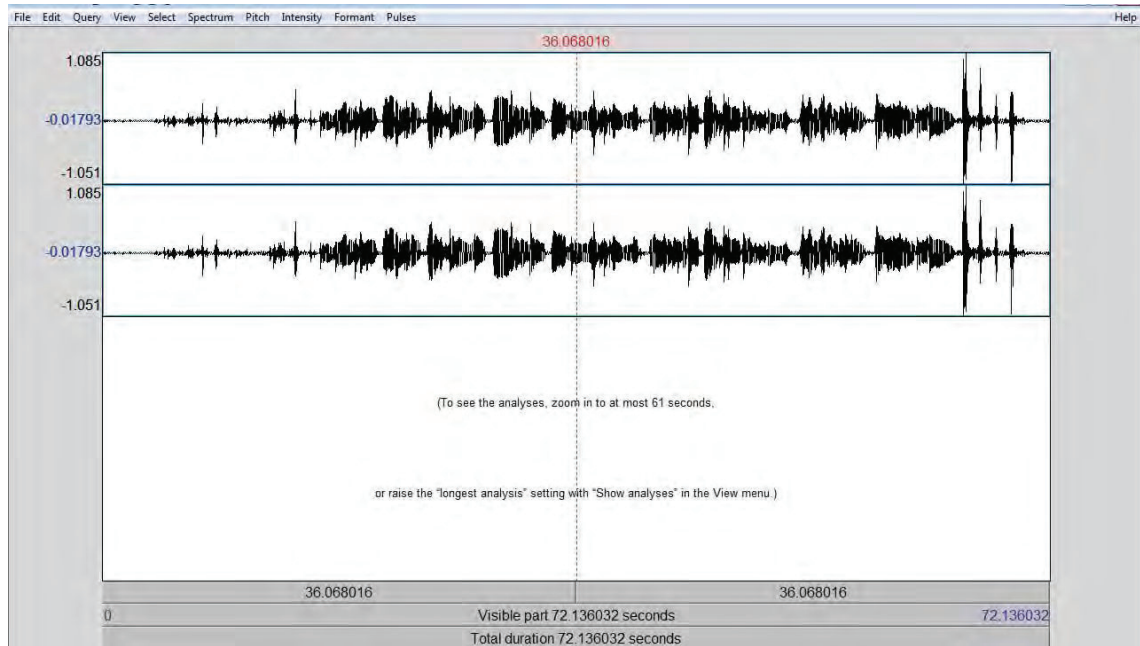 File Edit Query View Select Spectrum Pitch Intensity Formant Pulses Help
36.068016
1.085
-0.01793
-1.051
1.085
-0.01793
-1.051
(To see the analyses, zoom in to at most 61 seconds,
or raise the "longest analysis" setting with "Show analyses" in the View menu.)
36.068016 36.068016
0 Visible part 72.136032 seconds 72.136032
Total duration 72.136032 seconds